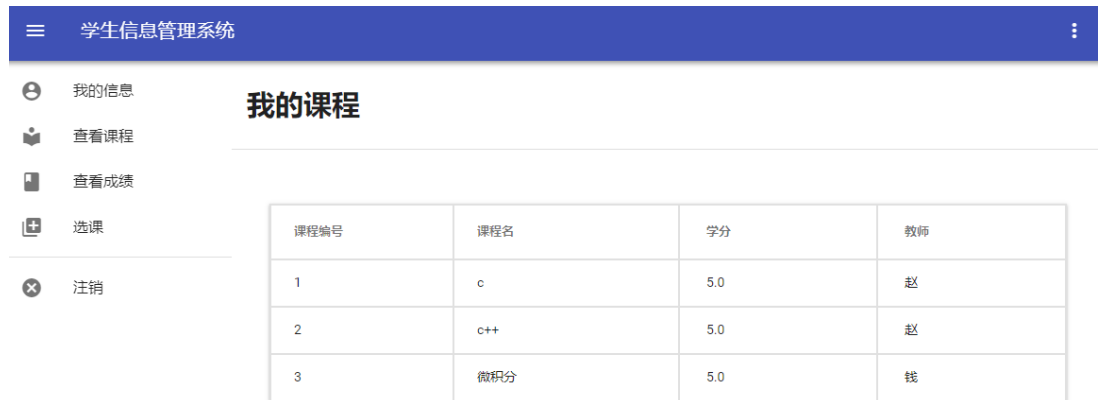 学生信息管理系统
我的信息
查看课程
查看成绩
选课
注销
我的课程
课程编号 课程名 学分 教师
1 c 5.0 赵
2 c++ 5.0 赵
3 微积分 5.0 钱